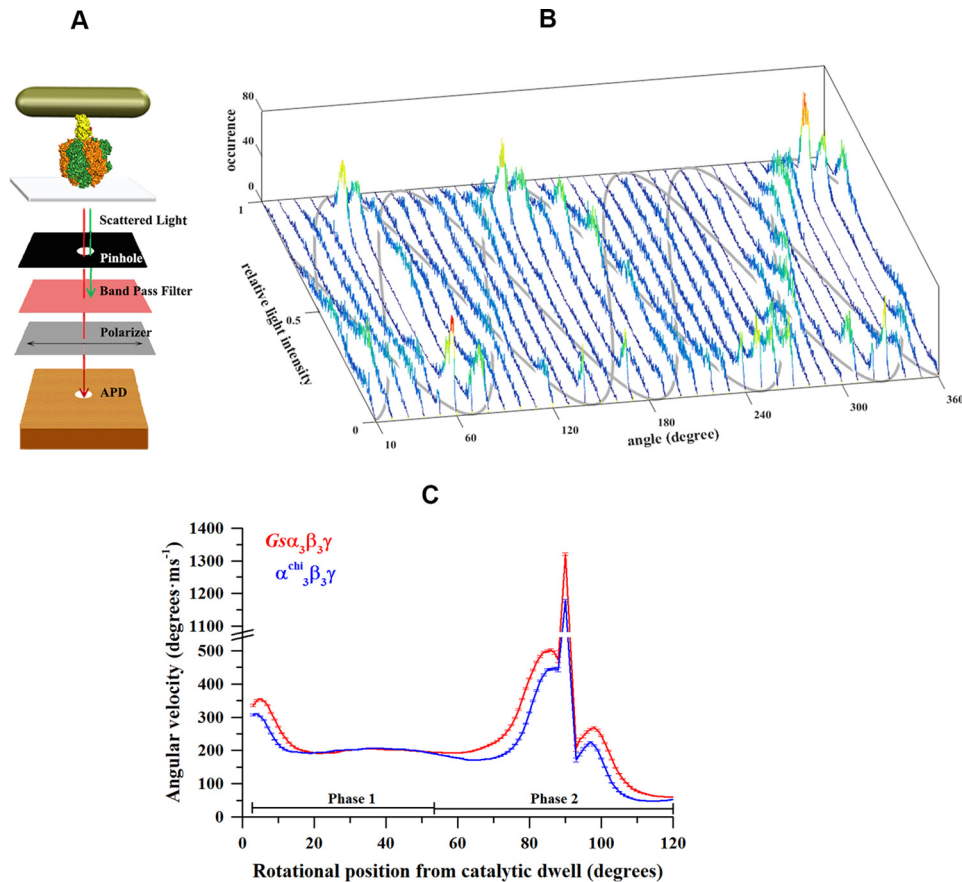 A
B
Scattered Light
Pinhole
Band Pass Filter
Polarizer
APD
occurence
80
40
0
1
0.5
0
relative light intensity
10
60
120
180
240
300
360
angle (degree)
C
Gsα3β3γ
α^chi_3β3γ
Angular velocity (degrees·ms⁻¹)
1400
1300
1200
1100
500
400
300
200
100
0
Phase 1
Phase 2
0
20
40
60
80
100
120
Rotational position from catalytic dwell (degrees)